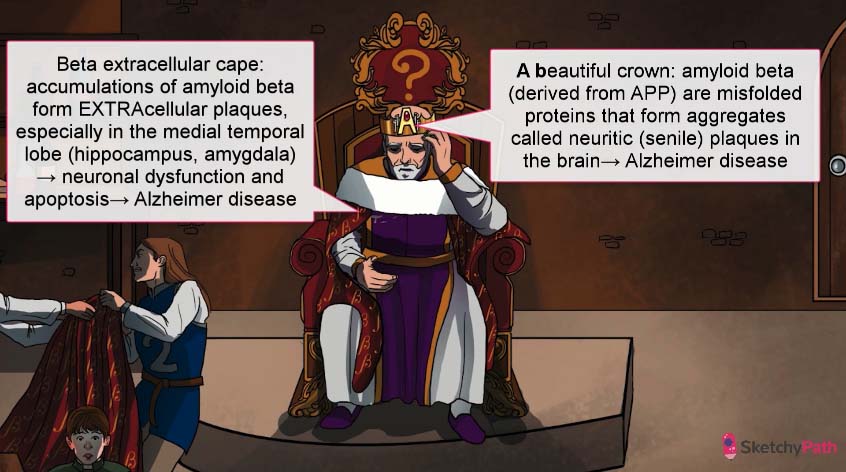 Beta extracellular cape:
accumulations of amyloid beta
form EXTRAcellular plaques,
especially in the medial temporal
lobe (hippocampus, amygdala)
→ neuronal dysfunction and
apoptosis→ Alzheimer disease
A beautiful crown: amyloid beta
(derived from APP) are misfolded
proteins that form aggregates
called neuritic (senile) plaques in
the brain→ Alzheimer disease
?
A
2
SketchyPath